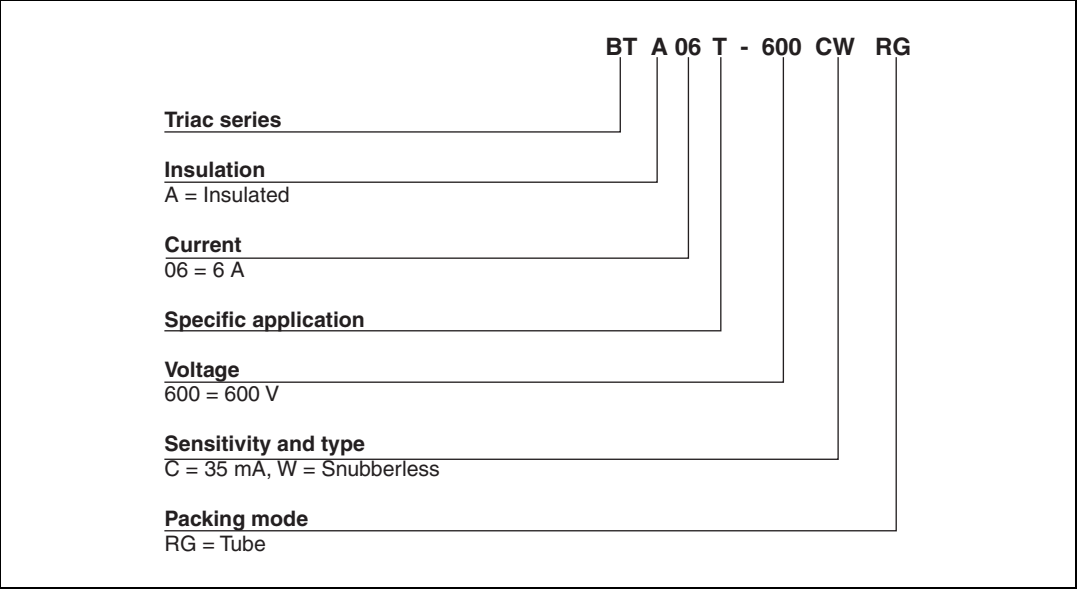 BT A 06 T - 600 CW RG
Triac series
Insulation
A = Insulated
Current
06 = 6 A
Specific application
Voltage
600 = 600 V
Sensitivity and type
C = 35 mA, W = Snubberless
Packing mode
RG = Tube